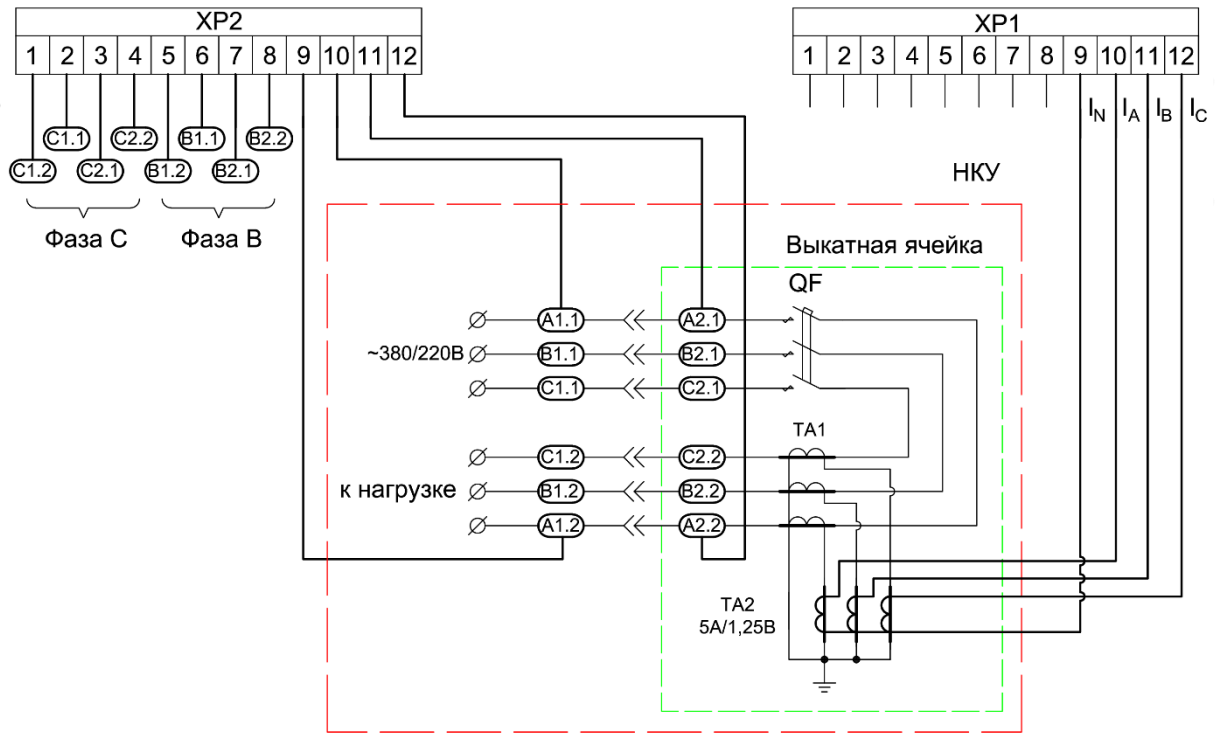 XP2 XP1
1 2 3 4 5 6 7 8 9 10 11 12 1 2 3 4 5 6 7 8 9 10 11 12
I_N I_A I_B I_C
C1.1 C2.2 B1.1 B2.2
C1.2 C2.1 B1.2 B2.1
НКУ
Фаза С Фаза В
Выкатная ячейка
QF
A1.1 A2.1
~380/220В B1.1 B2.1
C1.1 C2.1
TA1
C1.2 C2.2
к нагрузке B1.2 B2.2
A1.2 A2.2
TA2
5А/1,25В